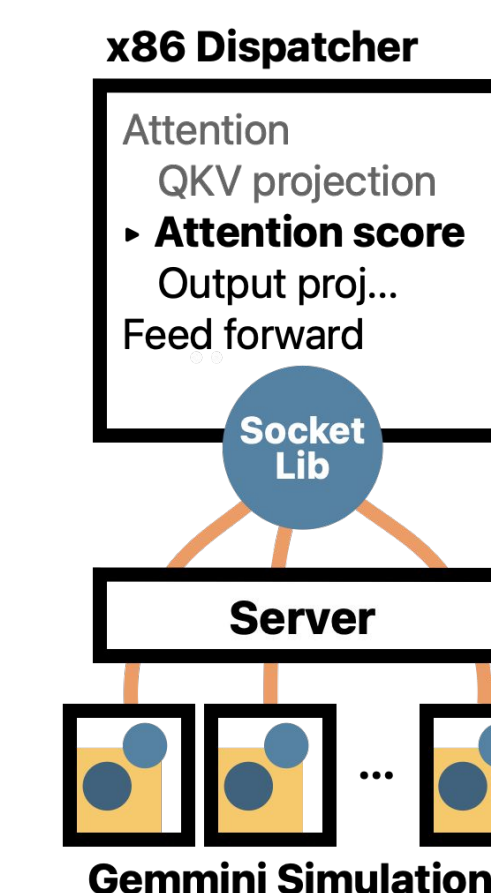 x86 Dispatcher
Attention
QKV projection
▸ Attention score
Output proj...
Feed forward
Socket
Lib
Server
...
Gemmini Simulation